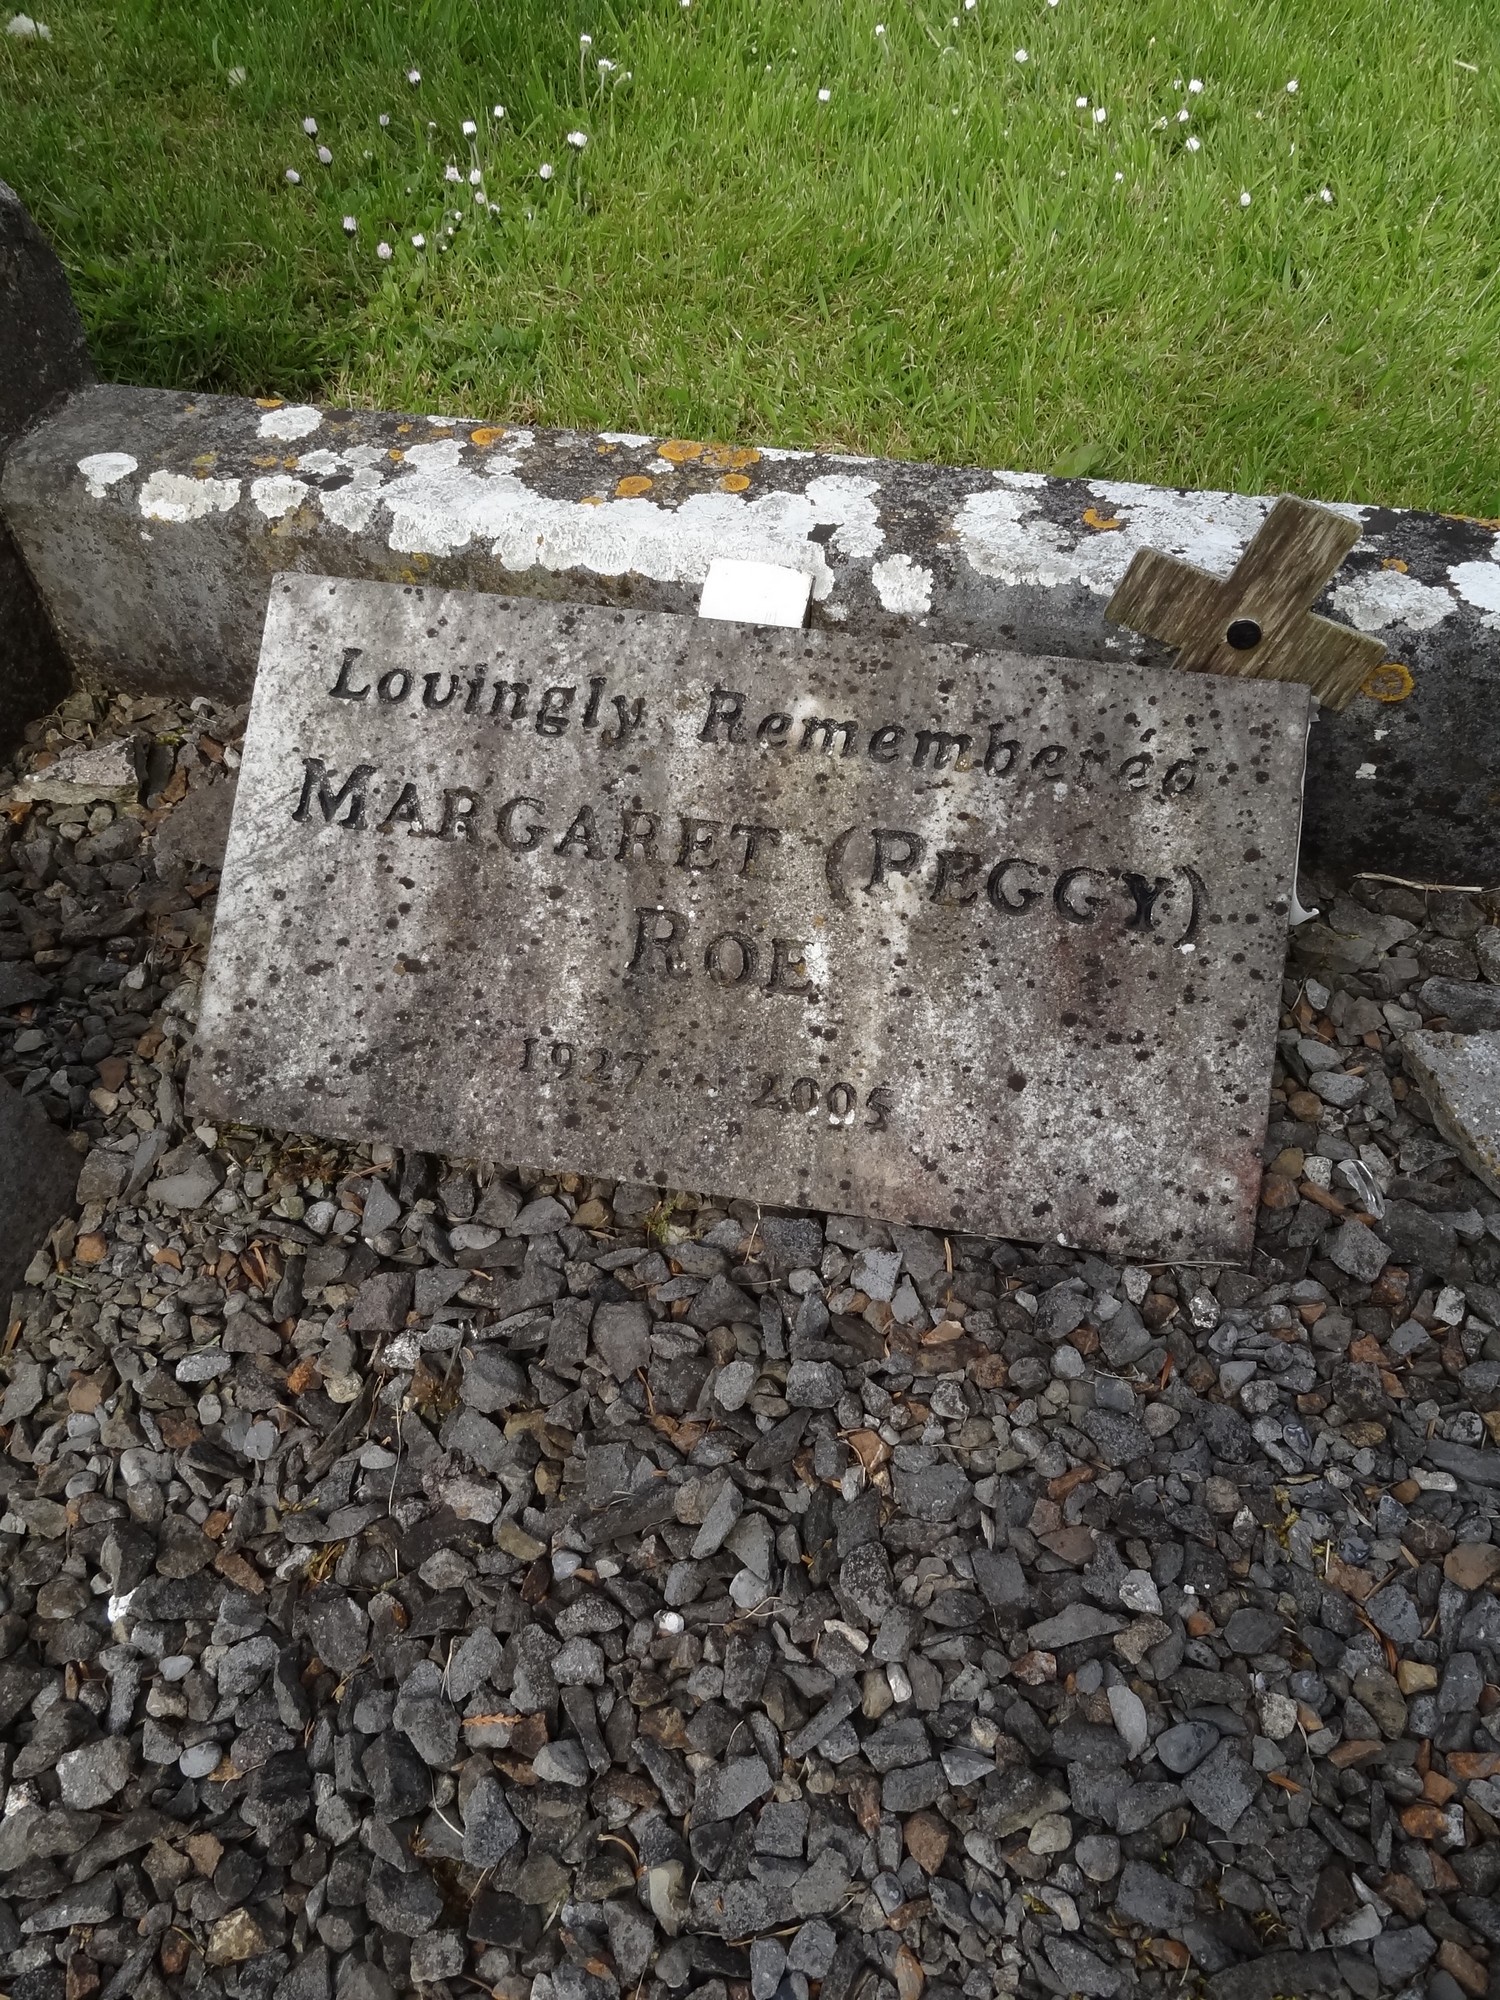 Lovingly Remembered
MARGARET (PEGGY)
ROE
1927 2005